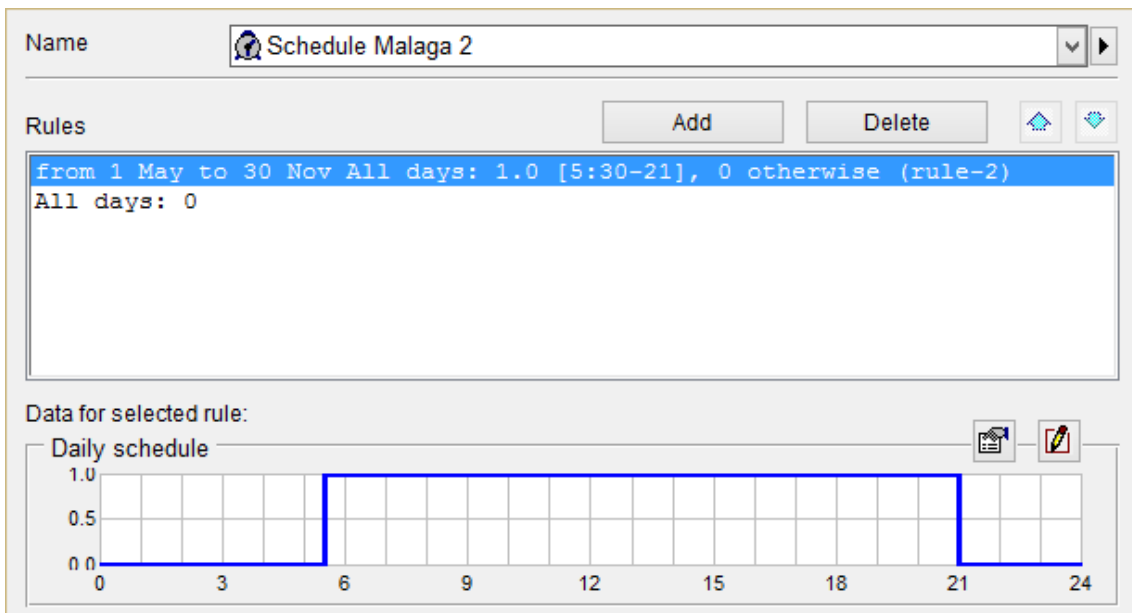 Name Schedule Malaga 2
Rules Add Delete
from 1 May to 30 Nov All days: 1.0 [5:30-21], 0 otherwise (rule-2)
All days: 0
Data for selected rule:
Daily schedule
1.0
0.5
0.0
0 3 6 9 12 15 18 21 24